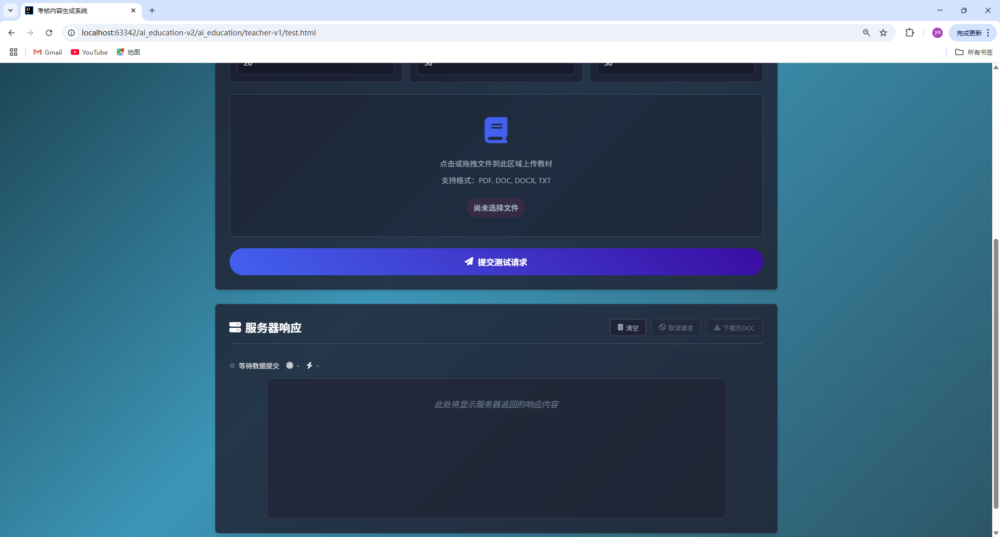 考核内容生成系统
localhost:63342/ai_education-v2/ai_education/teacher-v1/test.html
ya
完成更新
Gmail
YouTube
地图
所有书签
20
30
点击或拖拽文件到此区域上传教材
支持格式：PDF, DOC, DOCX, TXT
尚未选择文件
提交测试请求
服务器响应
清空
取消请求
下载为DOC
等待数据提交
-
-
此处将显示服务器返回的响应内容